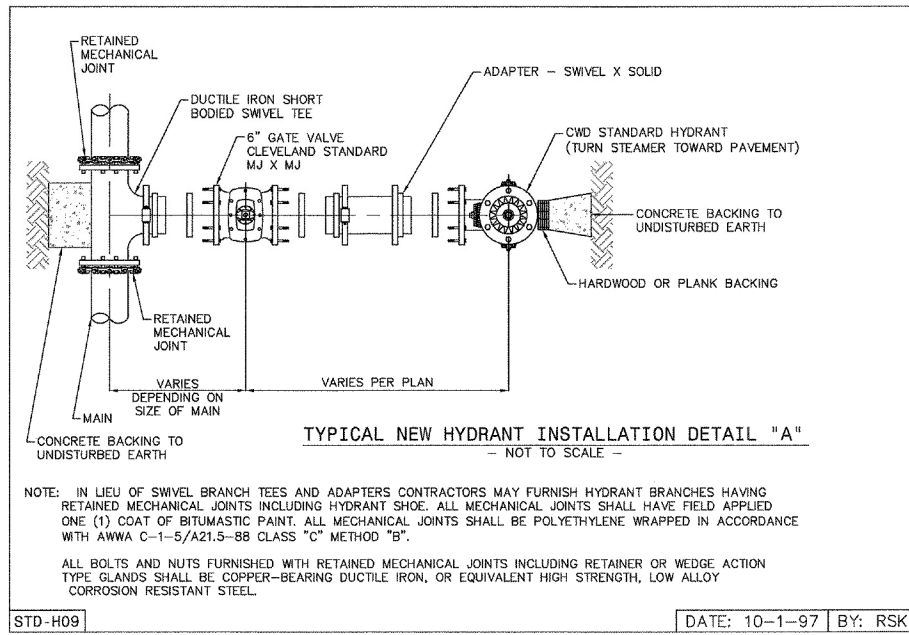 RETAINED
MECHANICAL
JOINT
DUCTILE IRON SHORT
BODIED SWIVEL TEE
6" GATE VALVE
CLEVELAND STANDARD
MJ X MJ
ADAPTER – SWIVEL X SOLID
CWD STANDARD HYDRANT
(TURN STEAMER TOWARD PAVEMENT)
CONCRETE BACKING TO
UNDISTURBED EARTH
HARDWOOD OR PLANK BACKING
RETAINED
MECHANICAL
JOINT
VARIES
DEPENDING ON
SIZE OF MAIN
VARIES PER PLAN
MAIN
CONCRETE BACKING TO
UNDISTURBED EARTH
TYPICAL NEW HYDRANT INSTALLATION DETAIL "A"
– NOT TO SCALE –
NOTE: IN LIEU OF SWIVEL BRANCH TEES AND ADAPTERS CONTRACTORS MAY FURNISH HYDRANT BRANCHES HAVING
RETAINED MECHANICAL JOINTS INCLUDING HYDRANT SHOE. ALL MECHANICAL JOINTS SHALL HAVE FIELD APPLIED
ONE (1) COAT OF BITUMASTIC PAINT. ALL MECHANICAL JOINTS SHALL BE POLYETHYLENE WRAPPED IN ACCORDANCE
WITH AWWA C–1–5/A21.5–88 CLASS "C" METHOD "B".
ALL BOLTS AND NUTS FURNISHED WITH RETAINED MECHANICAL JOINTS INCLUDING RETAINER OR WEDGE ACTION
TYPE GLANDS SHALL BE COPPER–BEARING DUCTILE IRON, OR EQUIVALENT HIGH STRENGTH, LOW ALLOY
CORROSION RESISTANT STEEL.
STD-H09
DATE: 10–1–97
BY: RSK